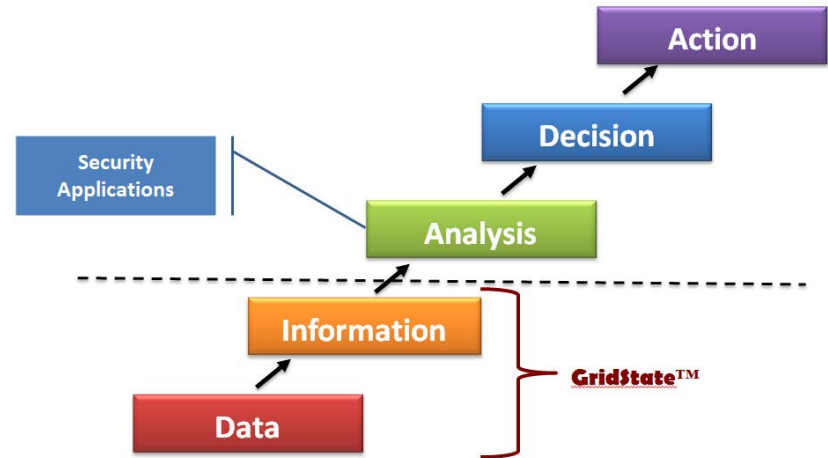 Action
Decision
Security
Applications
Analysis
Information
GridState™
Data